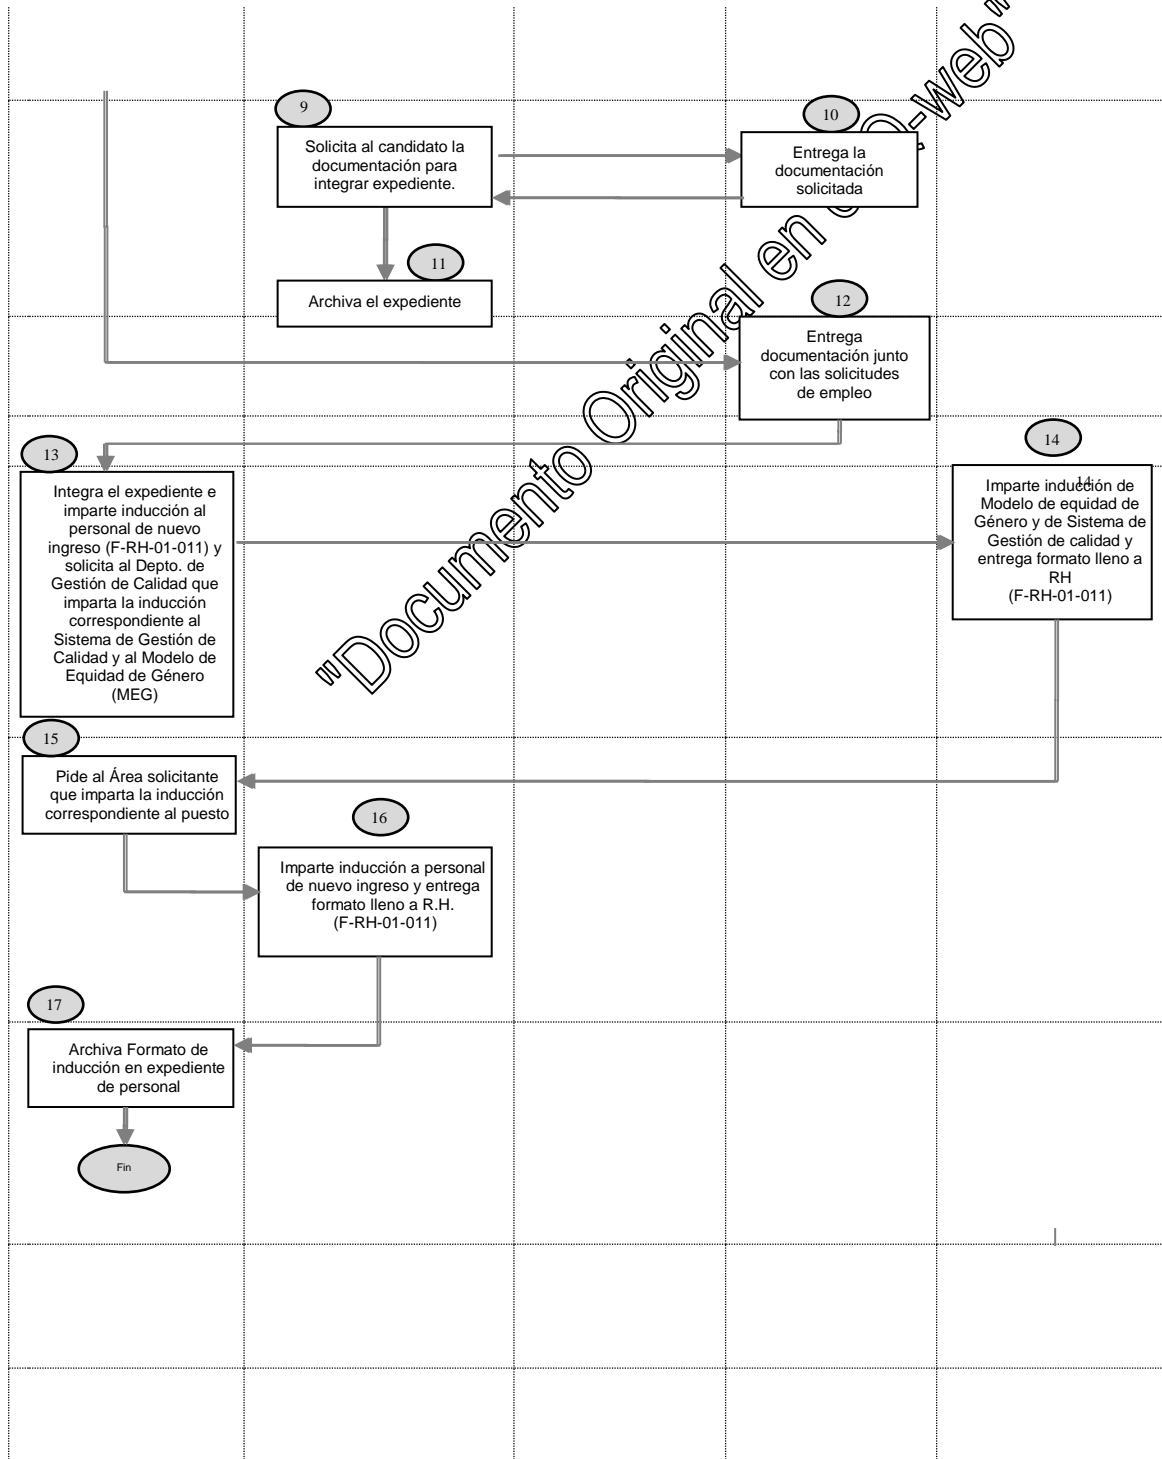 9
Solicita al candidato la
documentación para
integrar expediente.
10
Entrega la
documentación
solicitada
11
Archiva el expediente
12
Entrega
documentación junto
con las solicitudes
de empleo
13
Integra el expediente e
imparte inducción al
personal de nuevo
ingreso (F-RH-01-011) y
solicita al Depto. de
Gestión de Calidad que
imparta la inducción
correspondiente al
Sistema de Gestión de
Calidad y al Modelo de
Equidad de Género
(MEG)
14
14
Imparte inducción de
Modelo de equidad de
Género y de Sistema de
Gestión de calidad y
entrega formato lleno a
RH
(F-RH-01-011)
15
Pide al Área solicitante
que imparta la inducción
correspondiente al puesto
16
Imparte inducción a personal
de nuevo ingreso y entrega
formato lleno a R.H.
(F-RH-01-011)
17
Archiva Formato de
inducción en expediente
de personal
Fin
"Documento Original en -web"